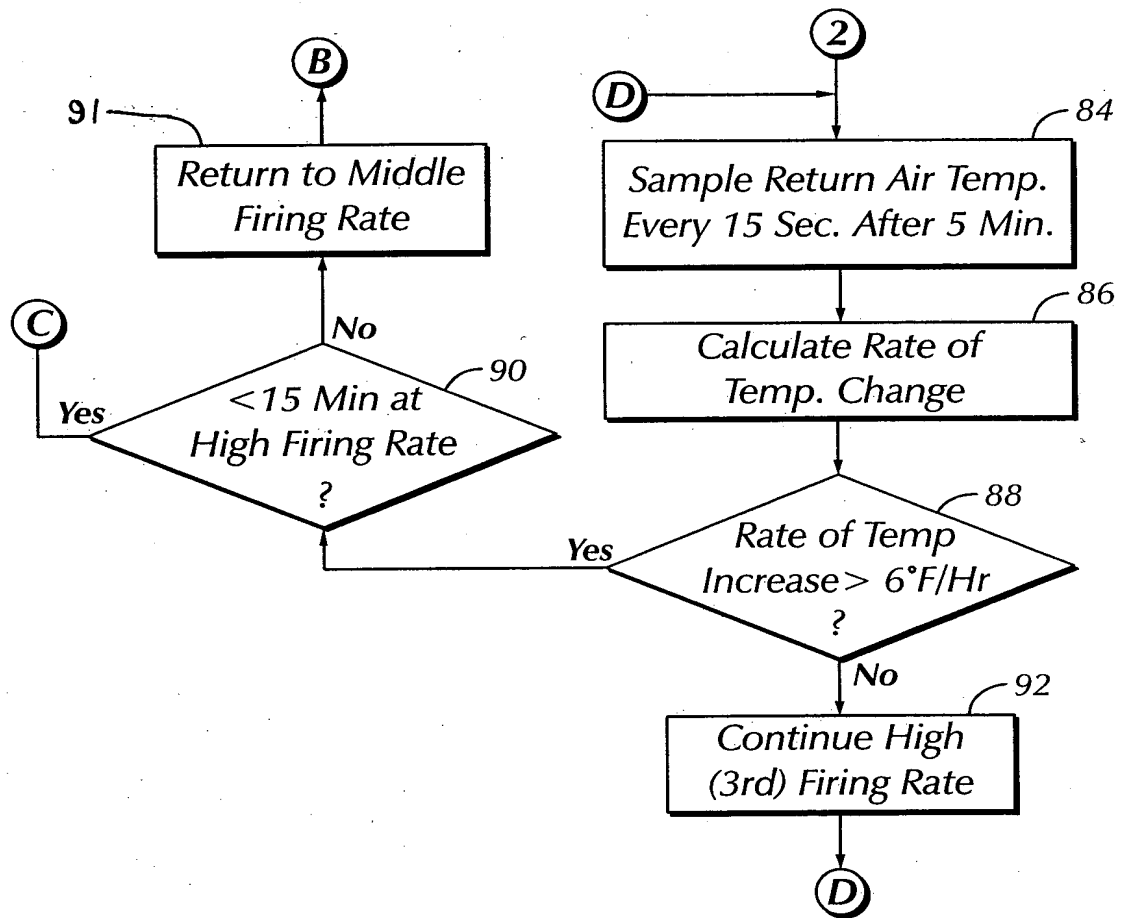 2
D
84
Sample Return Air Temp.
Every 15 Sec. After 5 Min.
86
Calculate Rate of
Temp. Change
88
Rate of Temp
Increase > 6°F/Hr
?
Yes
No
92
Continue High
(3rd) Firing Rate
D
B
91
Return to Middle
Firing Rate
No
C
Yes
90
<15 Min at
High Firing Rate
?